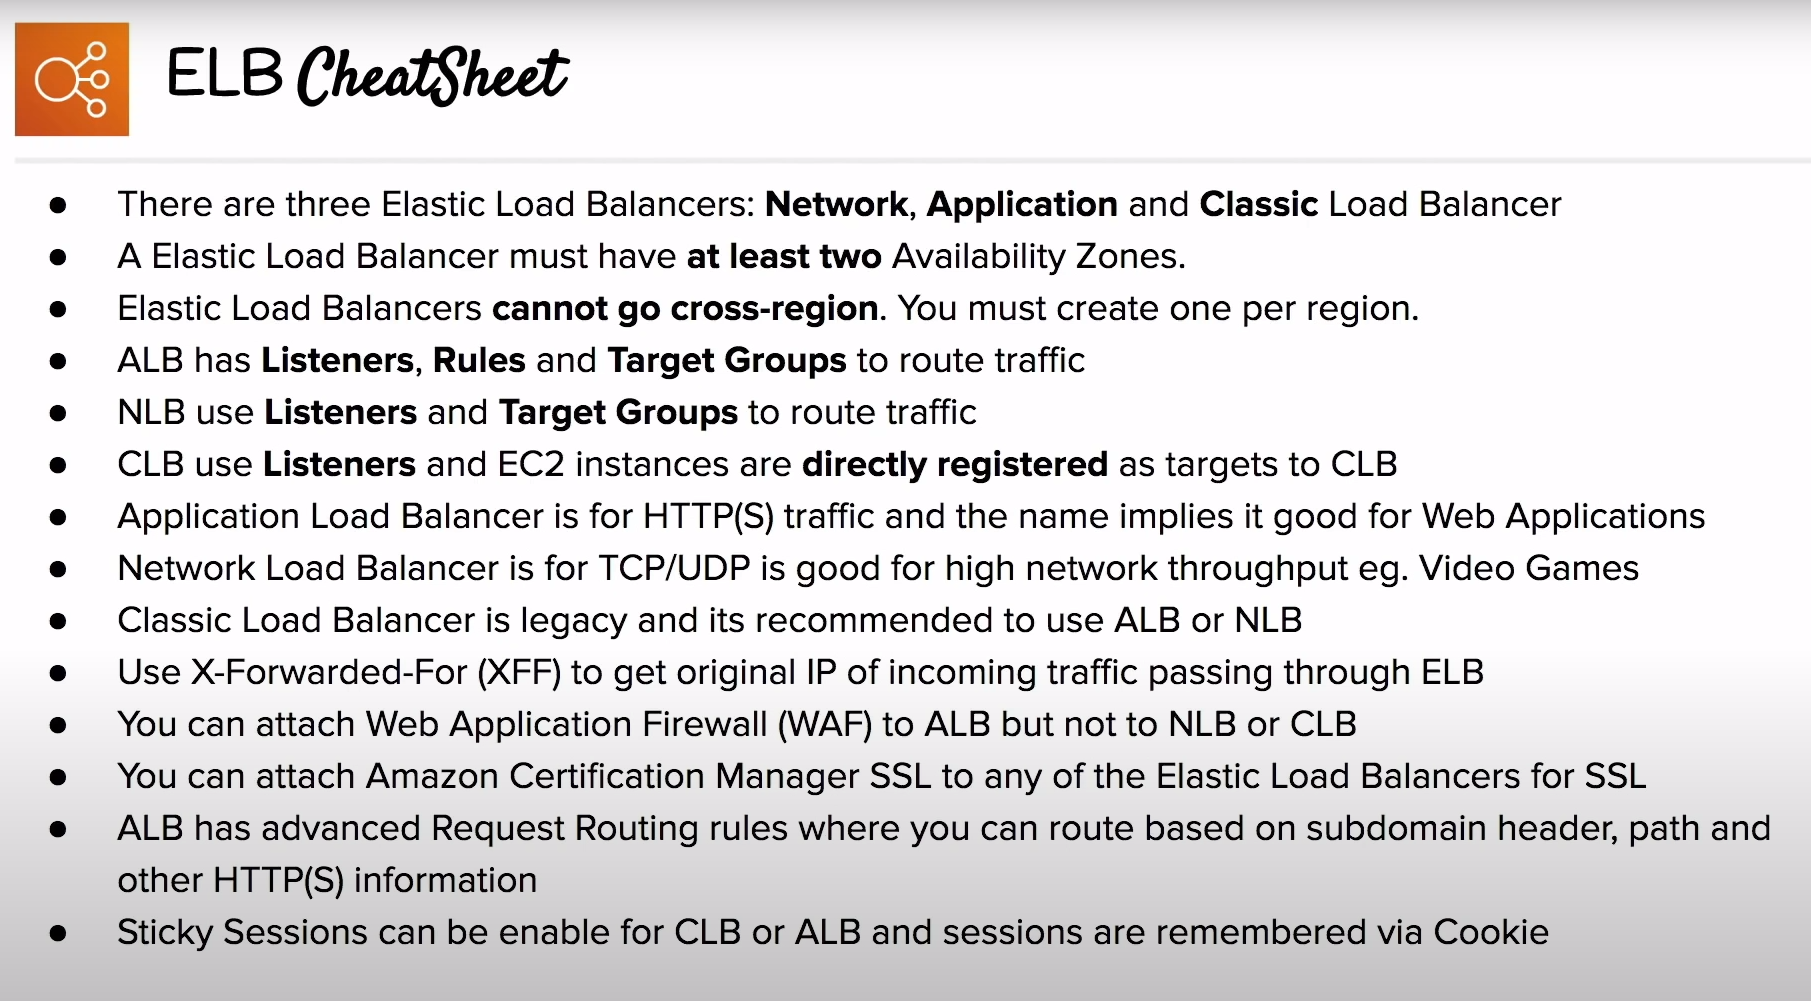 ELB CheatSheet
● There are three Elastic Load Balancers: Network, Application and Classic Load Balancer
● A Elastic Load Balancer must have at least two Availability Zones.
● Elastic Load Balancers cannot go cross-region. You must create one per region.
● ALB has Listeners, Rules and Target Groups to route traffic
● NLB use Listeners and Target Groups to route traffic
● CLB use Listeners and EC2 instances are directly registered as targets to CLB
● Application Load Balancer is for HTTP(S) traffic and the name implies it good for Web Applications
● Network Load Balancer is for TCP/UDP is good for high network throughput eg. Video Games
● Classic Load Balancer is legacy and its recommended to use ALB or NLB
● Use X-Forwarded-For (XFF) to get original IP of incoming traffic passing through ELB
● You can attach Web Application Firewall (WAF) to ALB but not to NLB or CLB
● You can attach Amazon Certification Manager SSL to any of the Elastic Load Balancers for SSL
● ALB has advanced Request Routing rules where you can route based on subdomain header, path and
other HTTP(S) information
● Sticky Sessions can be enable for CLB or ALB and sessions are remembered via Cookie